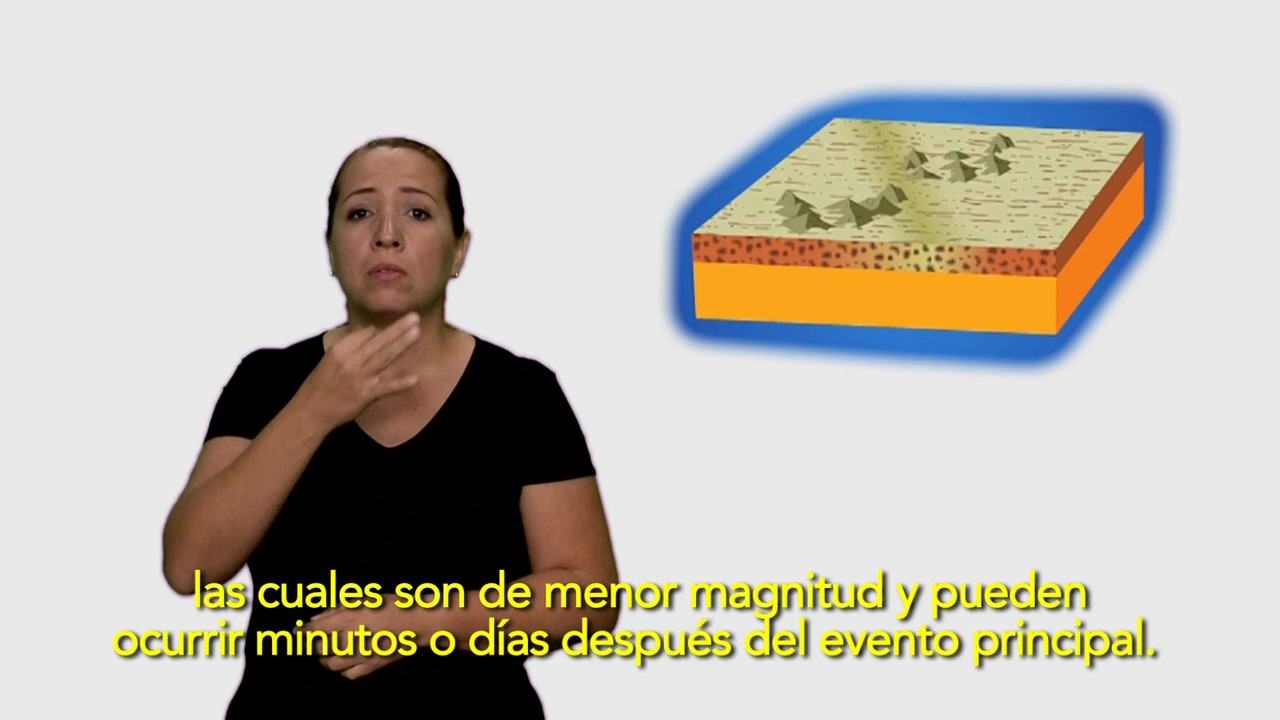 las cuales son de menor magnitud y pueden
ocurrir minutos o días después del evento principal.